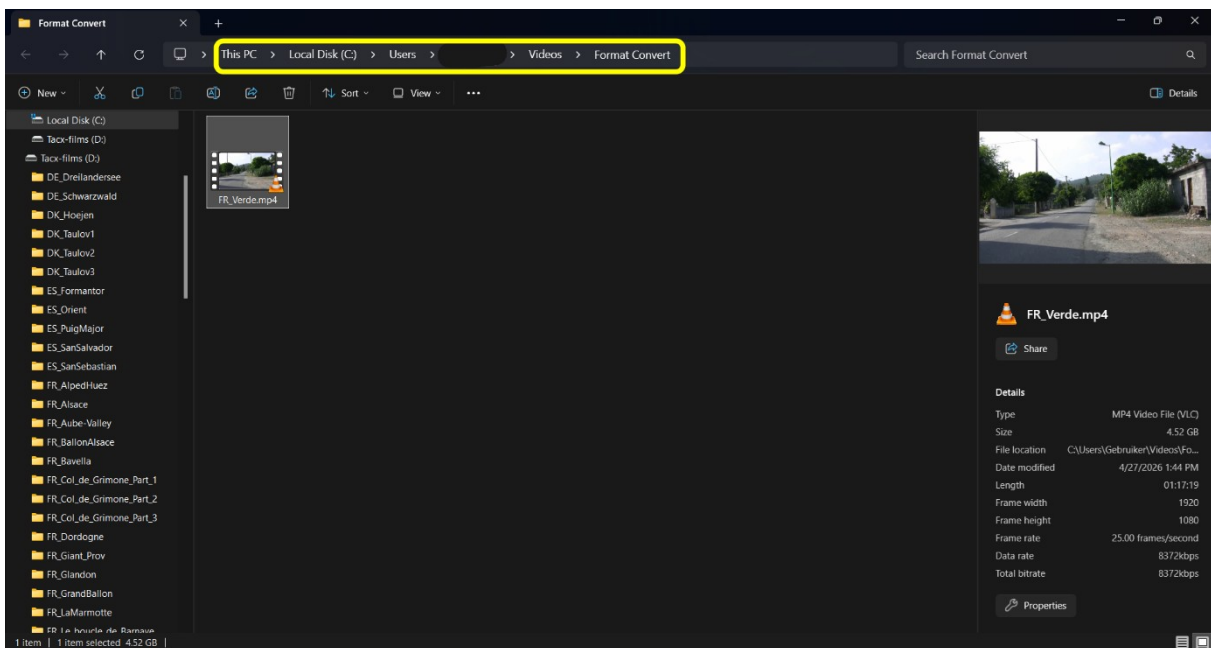 Format Convert
This PC > Local Disk (C:) > Users > > Videos > Format Convert
Search Format Convert
New
Sort
View
Details
Local Disk (C:)
Tacx-films (D:)
Tacx-films (D:)
DE_Dreilandersee
DE_Schwarzwald
DK_Hoejen
DK_Taulov1
DK_Taulov2
DK_Taulov3
ES_Formantor
ES_Orient
ES_PuigMajor
ES_SanSalvador
ES_SanSebastian
FR_AlpedHuez
FR_Alsace
FR_Aube-Valley
FR_BallonAlsace
FR_Bavella
FR_Col_de_Grimone_Part_1
FR_Col_de_Grimone_Part_2
FR_Col_de_Grimone_Part_3
FR_Dordogne
FR_Giant_Prov
FR_Glandon
FR_GrandBallon
FR_LaMarmotte
FR_Le_boucle_de_Barnave
FR_Verde.mp4
FR_Verde.mp4
Share
Details
Type MP4 Video File (VLC)
Size 4.52 GB
File location C:\Users\Gebruiker\Videos\Fo...
Date modified 4/27/2026 1:44 PM
Length 01:17:19
Frame width 1920
Frame height 1080
Frame rate 25.00 frames/second
Data rate 8372kbps
Total bitrate 8372kbps
Properties
1 item | 1 item selected 4.52 GB |